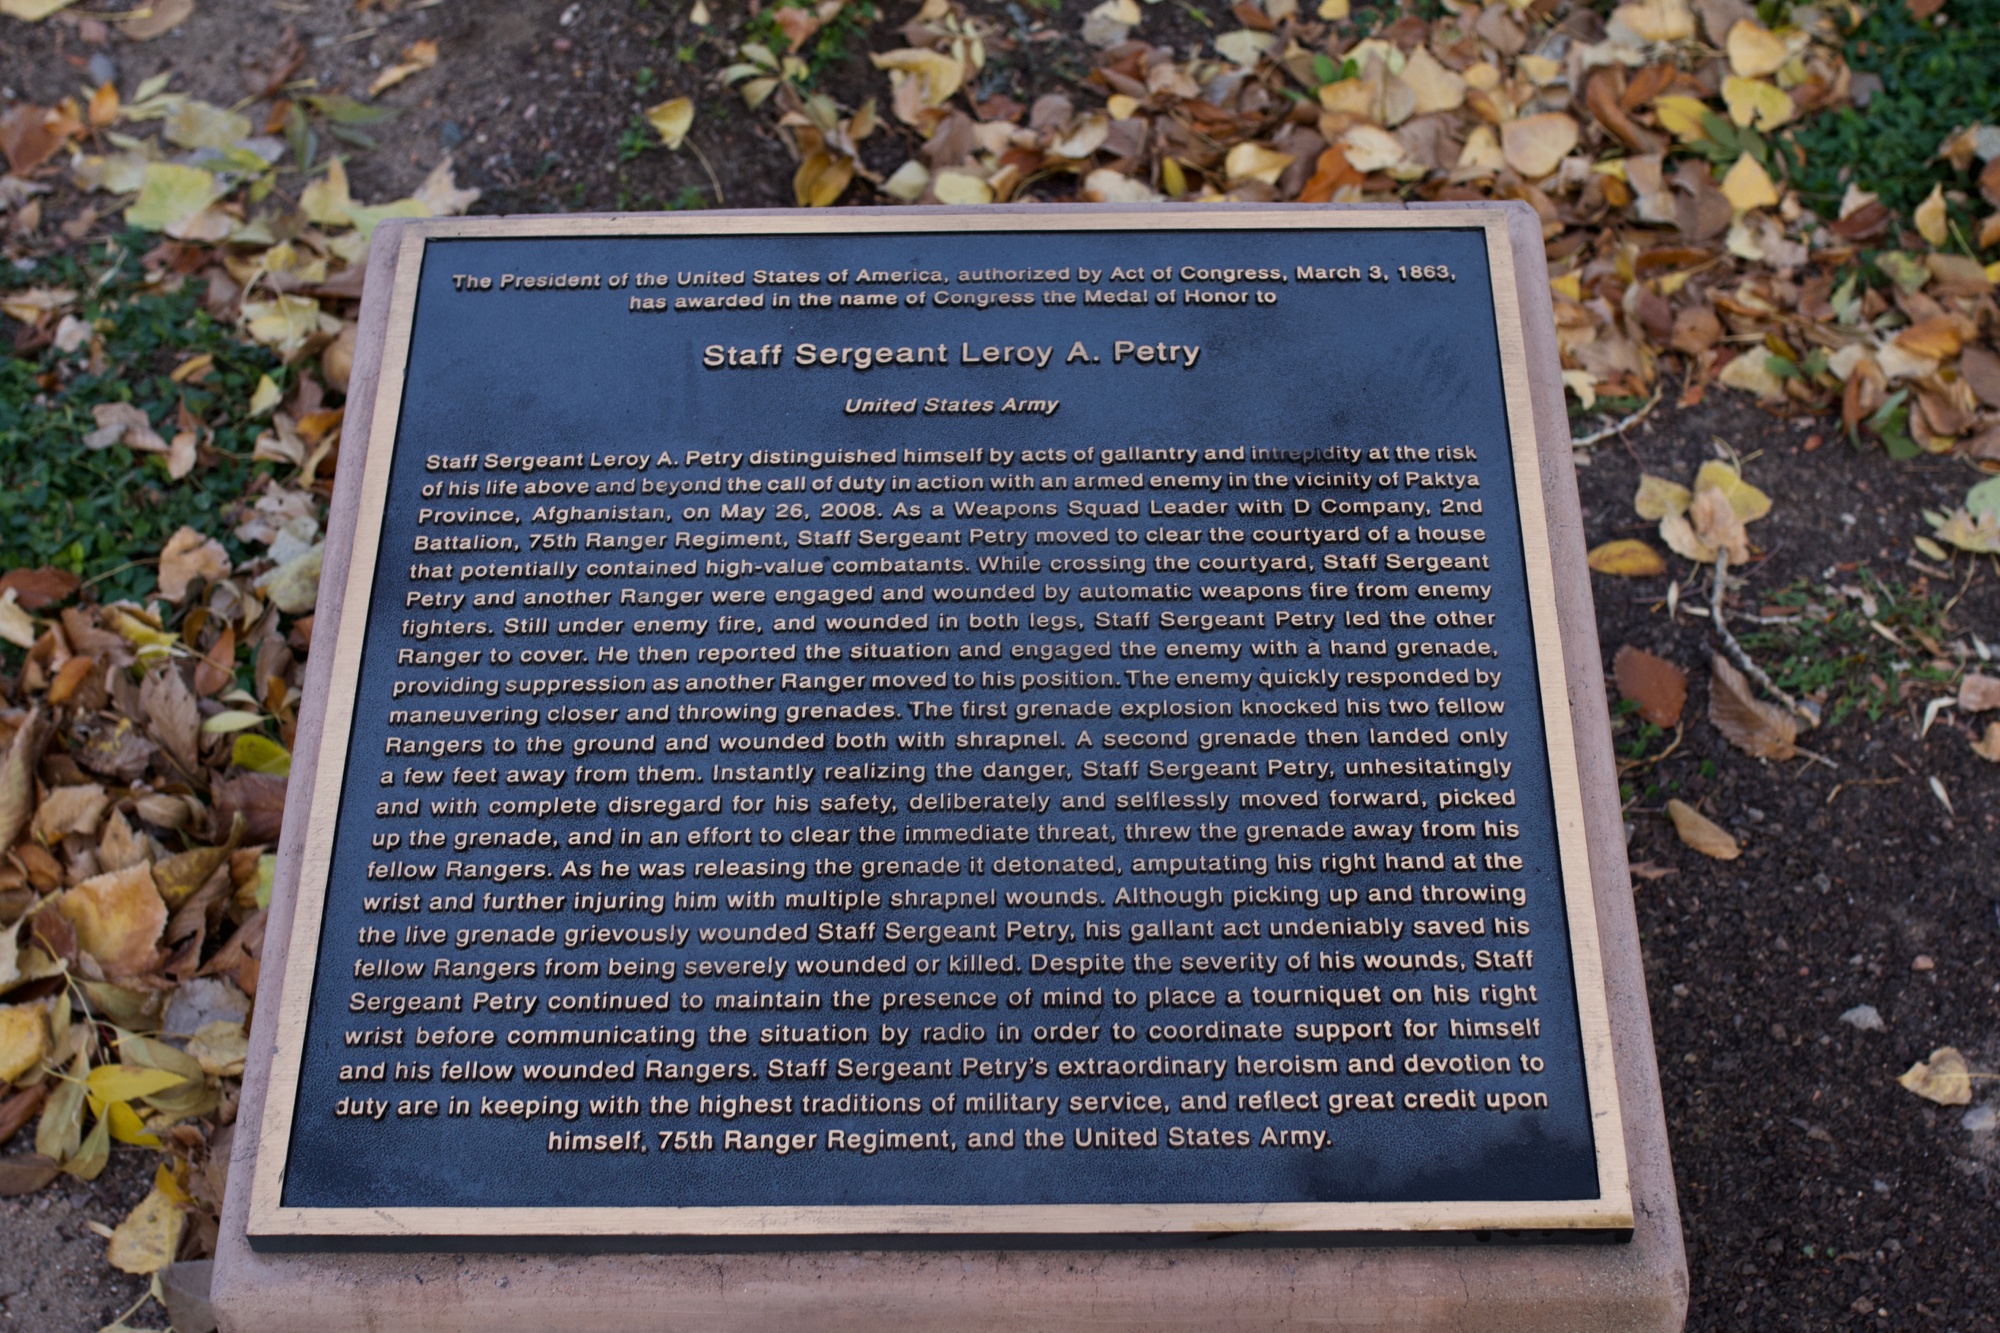 The President of the United States of America, authorized by Act of Congress, March 3, 1863,
has awarded in the name of Congress the Medal of Honor to
Staff Sergeant Leroy A. Petry
United States Army
Staff Sergeant Leroy A. Petry distinguished himself by acts of gallantry and intrepidity at the risk
of his life above and beyond the call of duty in action with an armed enemy in the vicinity of Paktya
Province, Afghanistan, on May 26, 2008. As a Weapons Squad Leader with D Company, 2nd
Battalion, 75th Ranger Regiment, Staff Sergeant Petry moved to clear the courtyard of a house
that potentially contained high-value combatants. While crossing the courtyard, Staff Sergeant
Petry and another Ranger were engaged and wounded by automatic weapons fire from enemy
fighters. Still under enemy fire, and wounded in both legs, Staff Sergeant Petry led the other
Ranger to cover. He then reported the situation and engaged the enemy with a hand grenade,
providing suppression as another Ranger moved to his position. The enemy quickly responded by
maneuvering closer and throwing grenades. The first grenade explosion knocked his two fellow
Rangers to the ground and wounded both with shrapnel. A second grenade then landed only
a few feet away from them. Instantly realizing the danger, Staff Sergeant Petry, unhesitatingly
and with complete disregard for his safety, deliberately and selflessly moved forward, picked
up the grenade, and in an effort to clear the immediate threat, threw the grenade away from his
fellow Rangers. As he was releasing the grenade it detonated, amputating his right hand at the
wrist and further injuring him with multiple shrapnel wounds. Although picking up and throwing
the live grenade grievously wounded Staff Sergeant Petry, his gallant act undeniably saved his
fellow Rangers from being severely wounded or killed. Despite the severity of his wounds, Staff
Sergeant Petry continued to maintain the presence of mind to place a tourniquet on his right
wrist before communicating the situation by radio in order to coordinate support for himself
and his fellow wounded Rangers. Staff Sergeant Petry's extraordinary heroism and devotion to
duty are in keeping with the highest traditions of military service, and reflect great credit upon
himself, 75th Ranger Regiment, and the United States Army.